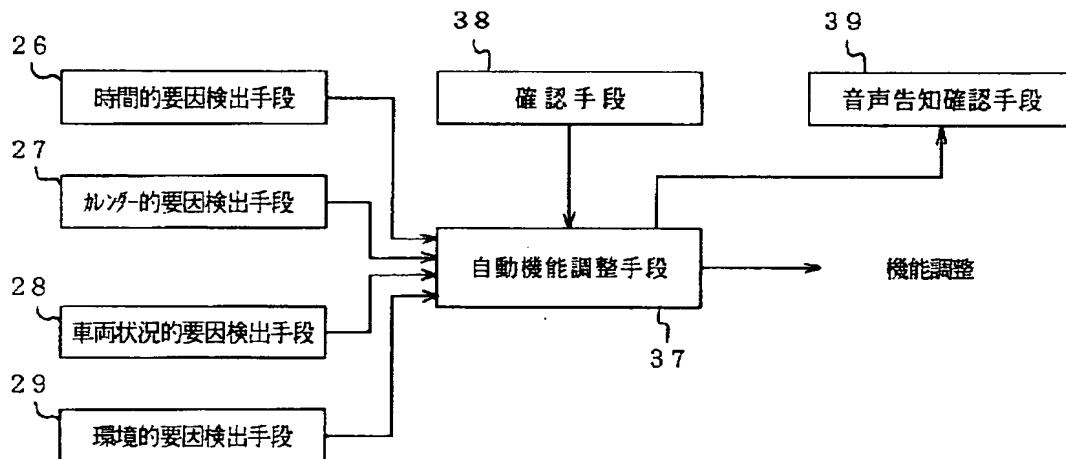 26
時間的要因検出手段
27
カレンダー的要因検出手段
28
車両状況的要因検出手段
29
環境的要因検出手段
38
確認手段
39
音声告知確認手段
自動機能調整手段
37
機能調整